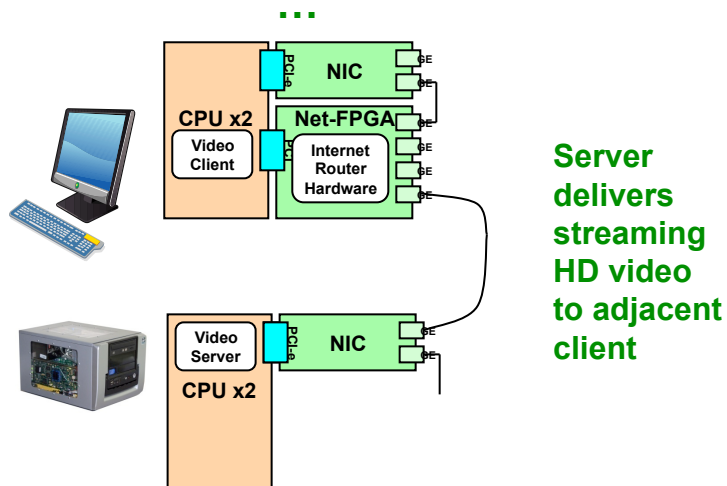 ...
PCI-e
NIC
GE
GE
CPU x2
Net-FPGA
GE
Video
Client
PCI
Internet
Router
Hardware
GE
GE
GE
Server
delivers
streaming
HD video
to adjacent
client
Video
Server
PCI-e
NIC
GE
GE
CPU x2